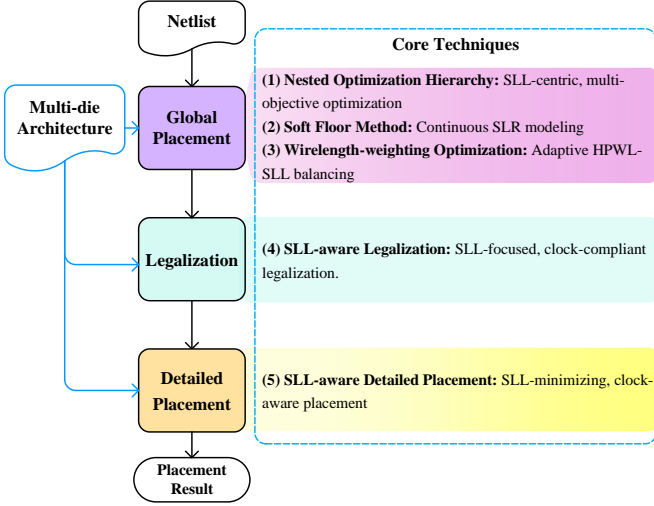 Netlist
Core Techniques
Multi-die
Architecture
Global
Placement
(1) Nested Optimization Hierarchy: SLL-centric, multi-
objective optimization
(2) Soft Floor Method: Continuous SLR modeling
(3) Wirelength-weighting Optimization: Adaptive HPWL-
SLL balancing
Legalization
(4) SLL-aware Legalization: SLL-focused, clock-compliant
legalization.
Detailed
Placement
(5) SLL-aware Detailed Placement: SLL-minimizing, clock-
aware placement
Placement
Result